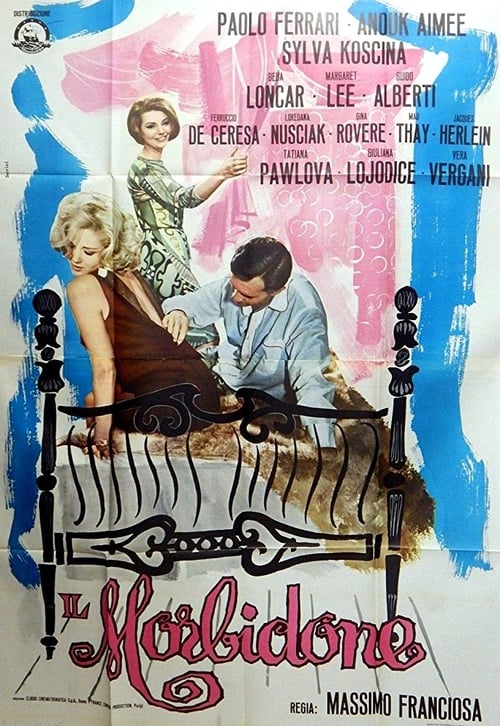 DISTRIBUZIONE
PAOLO FERRARI · ANOUK AIMEE
SYLVA KOSCINA
BEBA LONCAR · MARGARET LEE · GUIDO ALBERTI
FERRUCCIO DE CERESA · LOREDANA NUSCIAK · GINA ROVERE · MAD THAY · JACQUES HERLEIN
TATIANA PAWLOVA · GIULIANA LOJODICE · VERA VERGANI
IL Morbidone
REGIA: MASSIMO FRANCIOSA